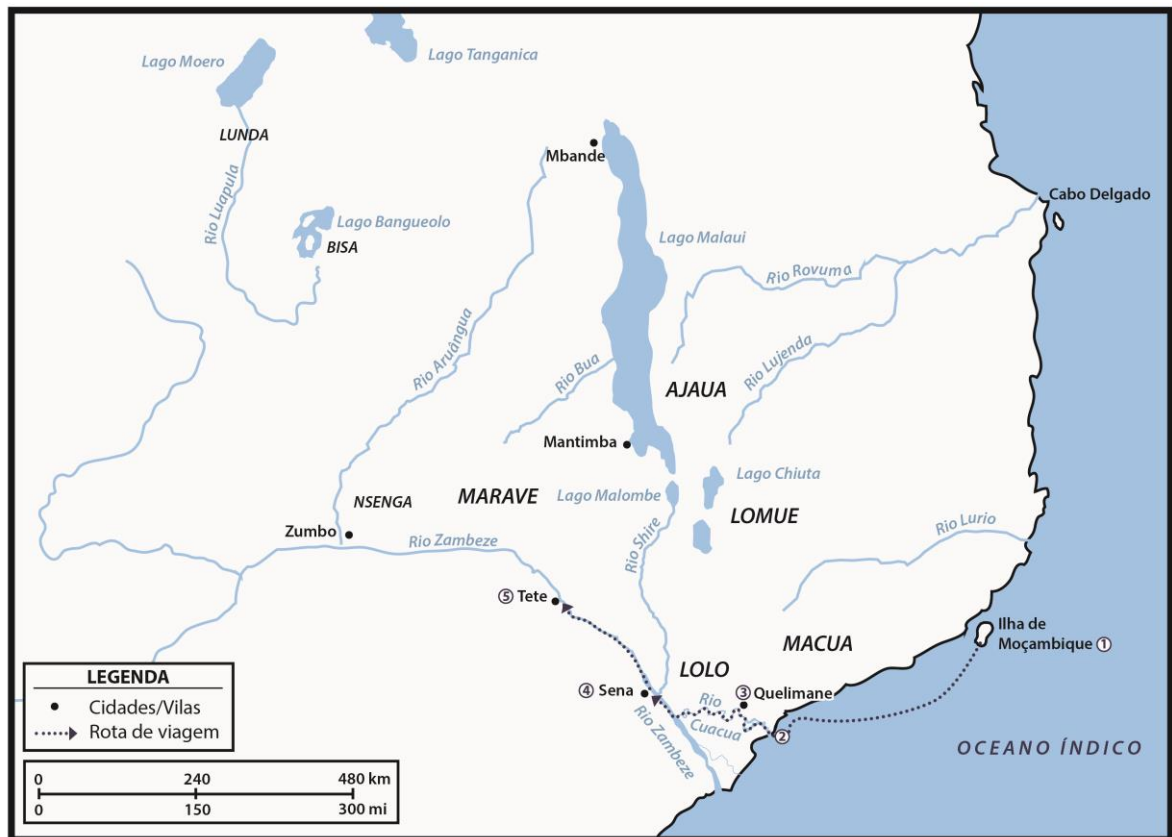 Lago Moero
Lago Tanganica
LUNDA
Mbande
Rio Luapula
Lago Bangueolo
BISA
Cabo Delgado
Lago Malaui
Rio Rovuma
Rio Aruângua
Rio Bua
Rio Lujenda
AJAUA
Mantimba
Lago Chiuta
NSENGA
MARAVE
Lago Malombe
LOMUE
Zumbo
Rio Zambeze
Rio Shire
Rio Lurio
⑤ Tete
Ilha de
Moçambique ①
MACUA
LOLO
④ Sena
③ Quelimane
Rio
Cuacua
②
Rio Zambeze
OCEANO ÍNDICO
LEGENDA
Cidades/Vilas
Rota de viagem
0 240 480 km
0 150 300 mi